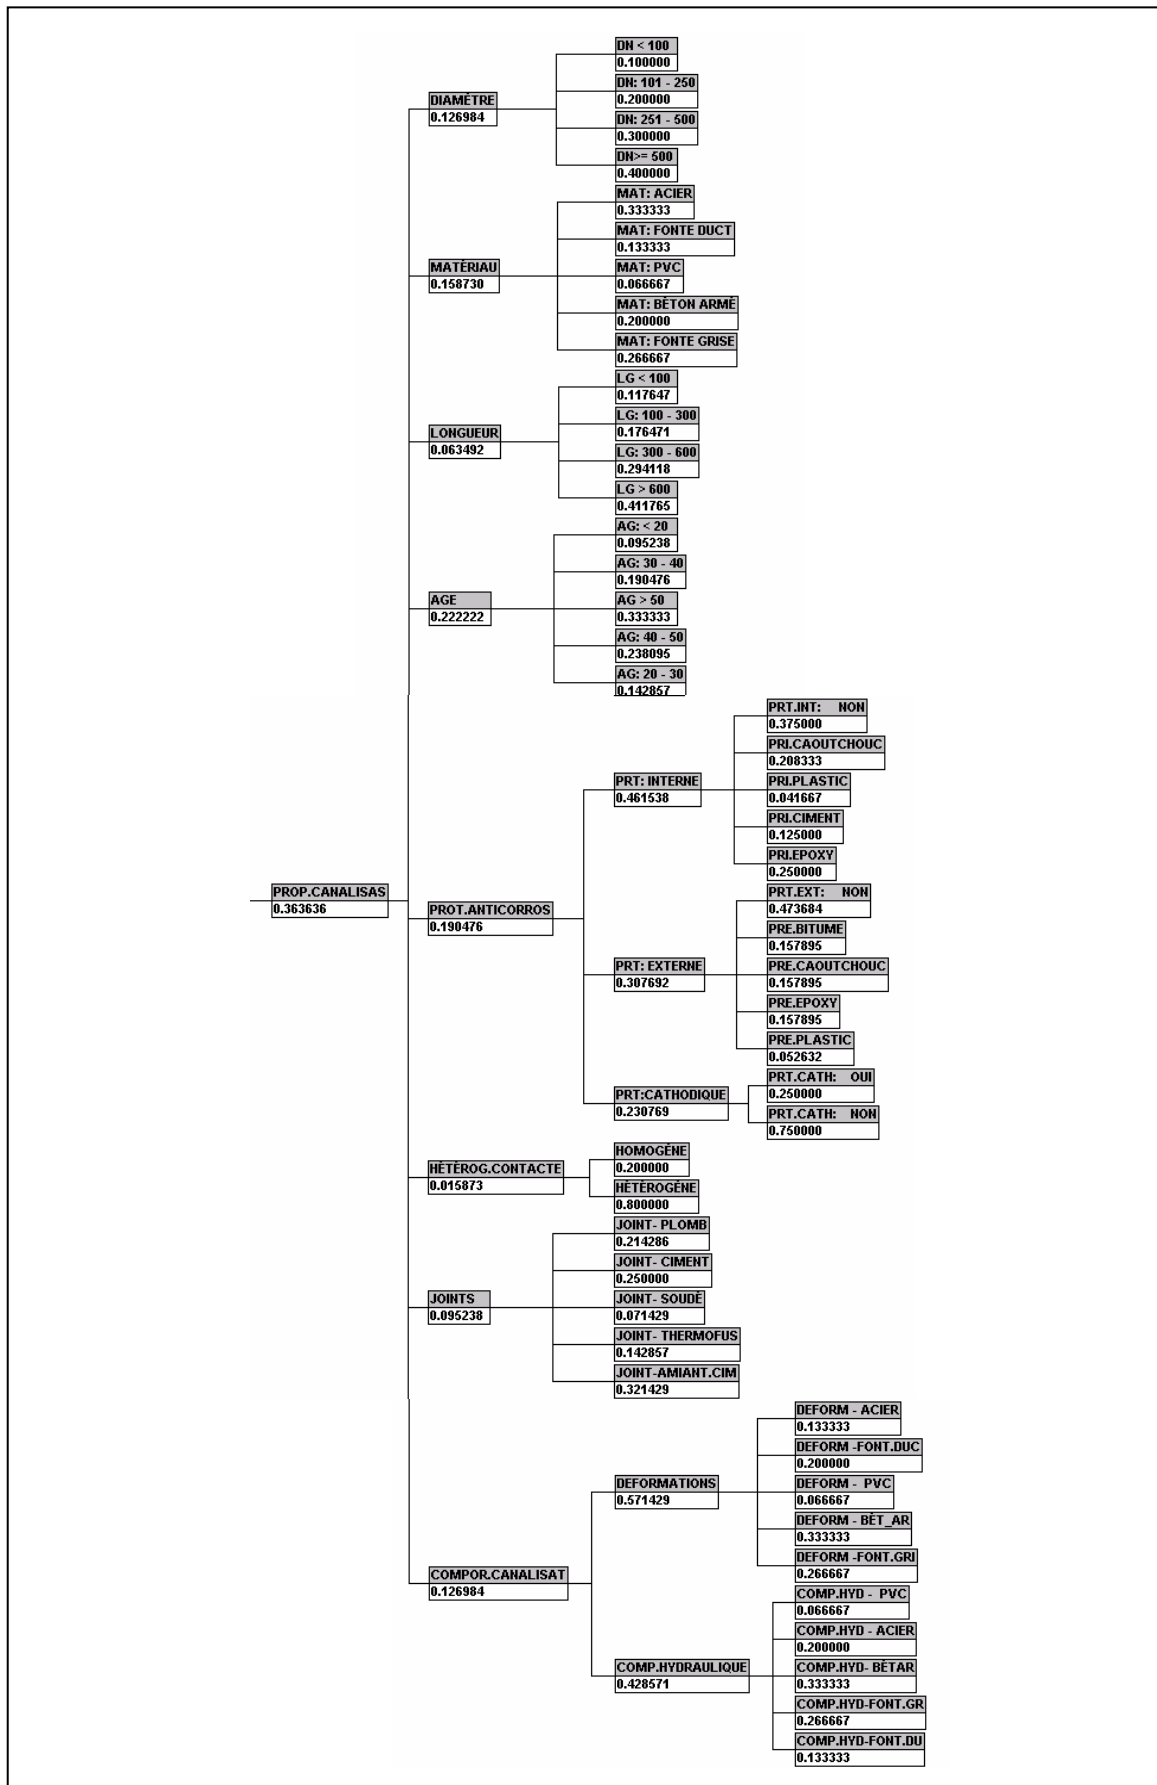 DN < 100
0.100000
DN: 101 - 250
0.200000
DIAMÈTRE
0.126984
DN: 251 - 500
0.300000
DN>= 500
0.400000
MAT: ACIER
0.333333
MAT: FONTE DUCT
0.133333
MATÈRIAU
0.158730
MAT: PVC
0.066667
MAT: BÈTON ARMÈ
0.200000
MAT: FONTE GRISE
0.266667
LG < 100
0.117647
LG: 100 - 300
0.176471
LONGUEUR
0.063492
LG: 300 - 600
0.294118
LG > 600
0.411765
AG: < 20
0.095238
AG: 30 - 40
0.190476
AGE
0.222222
AG > 50
0.333333
AG: 40 - 50
0.238095
AG: 20 - 30
0.142857
PRT.INT: NON
0.375000
PRI.CAOUTCHOUC
0.208333
PRT: INTERNE
0.461538
PRI.PLASTIC
0.041667
PRI.CIMENT
0.125000
PRI.EPOXY
0.250000
PROP.CANALISAS
0.363636
PROT.ANTICORROS
0.190476
PRT.EXT: NON
0.473684
PRE.BITUME
0.157895
PRT: EXTERNE
0.307692
PRE.CAOUTCHOUC
0.157895
PRE.EPOXY
0.157895
PRE.PLASTIC
0.052632
PRT:CATHODIQUE
0.230769
PRT.CATH: OUI
0.250000
PRT.CATH: NON
0.750000
HÈTÈROG.CONTACTE
0.015873
HOMOGÈNE
0.200000
HÈTÈROGÈNE
0.800000
JOINT- PLOMB
0.214286
JOINT- CIMENT
0.250000
JOINTS
0.095238
JOINT- SOUDÈ
0.071429
JOINT- THERMOFUS
0.142857
JOINT-AMIANT.CIM
0.321429
DEFORM - ACIER
0.133333
DEFORM -FONT.DUC
0.200000
DEFORMATIONS
0.571429
DEFORM - PVC
0.066667
DEFORM - BÈT_AR
0.333333
DEFORM -FONT.GRI
0.266667
COMPOR.CANALISAT
0.126984
COMP.HYD - PVC
0.066667
COMP.HYD - ACIER
0.200000
COMP.HYDRAULIQUE
0.428571
COMP.HYD- BÈTAR
0.333333
COMP.HYD-FONT.GR
0.266667
COMP.HYD-FONT.DU
0.133333